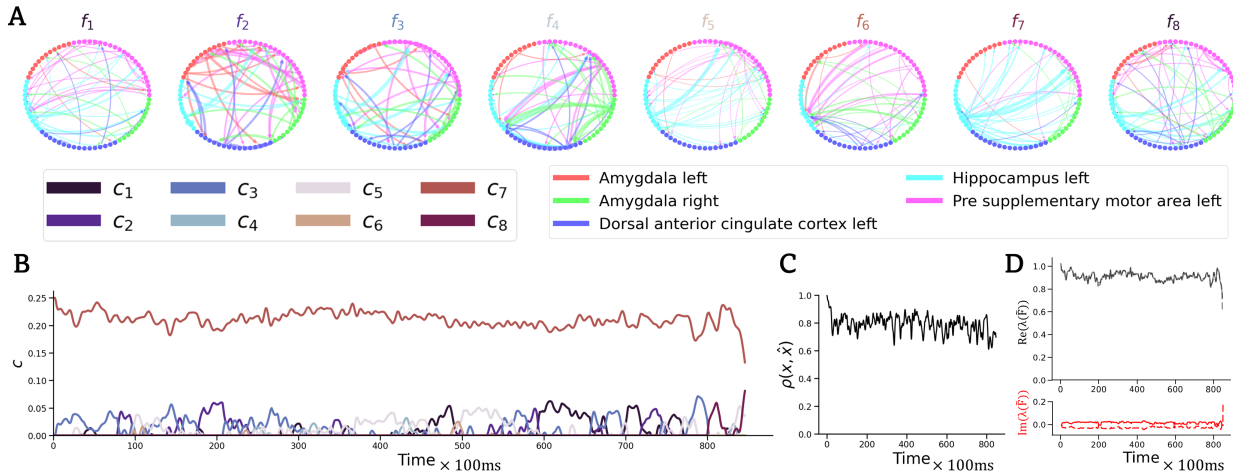 A
f1 f2 f3 f4 f5 f6 f7 f8
c1 c3 c5 c7
c2 c4 c6 c8
Amygdala left
Amygdala right
Dorsal anterior cingulate cortex left
Hippocampus left
Pre supplementary motor area left
B
c
0.25
0.20
0.15
0.10
0.05
0.00
0 100 200 300 400 500 600 700 800
Time × 100ms
C
ρ(x, x̂)
1.0
0.8
0.6
0.4
0.2
0.0
0 200 400 600 800
Time × 100ms
D
Re(λ(F̃))
1.0
0.8
0.6
0.4
0.2
0.0
0 200 400 600 800
Im(λ(F̃))
0.2
0.0
0 200 400 600 800
Time × 100ms